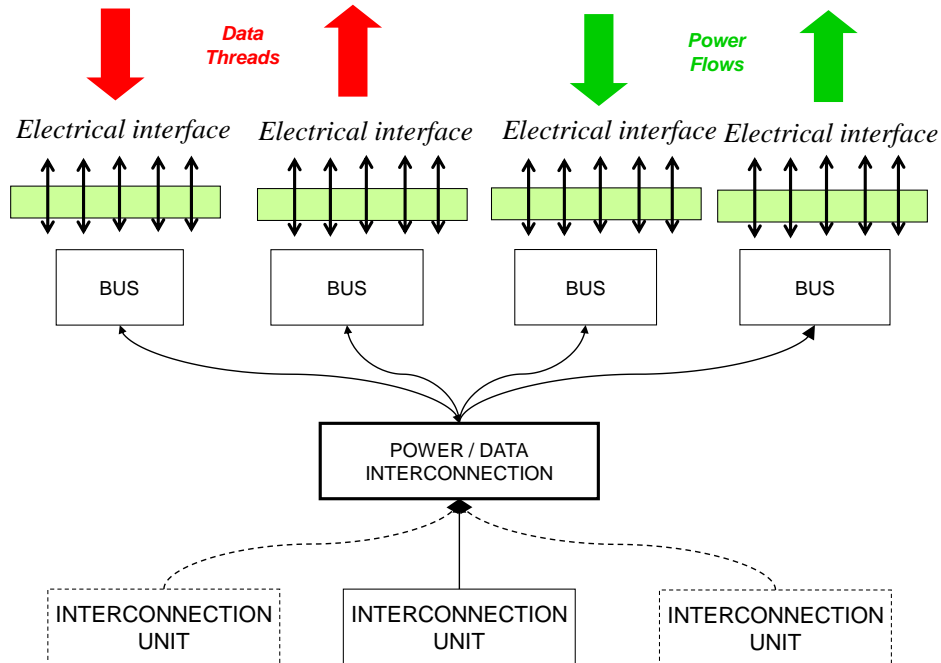 Data
Threads
Power
Flows
Electrical interface
Electrical interface
Electrical interface
Electrical interface
BUS
BUS
BUS
BUS
POWER / DATA
INTERCONNECTION
INTERCONNECTION
UNIT
INTERCONNECTION
UNIT
INTERCONNECTION
UNIT